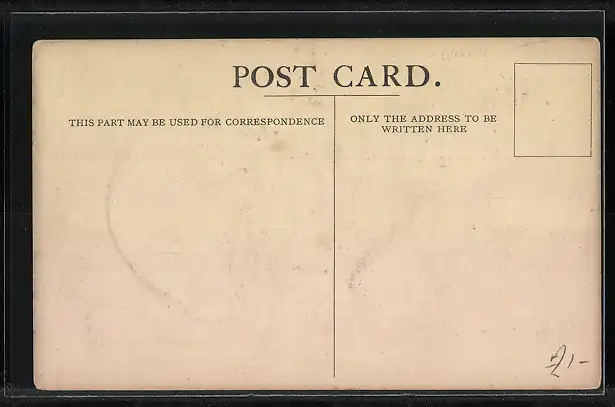 POST CARD.
THIS PART MAY BE USED FOR CORRESPONDENCE
ONLY THE ADDRESS TO BE
WRITTEN HERE